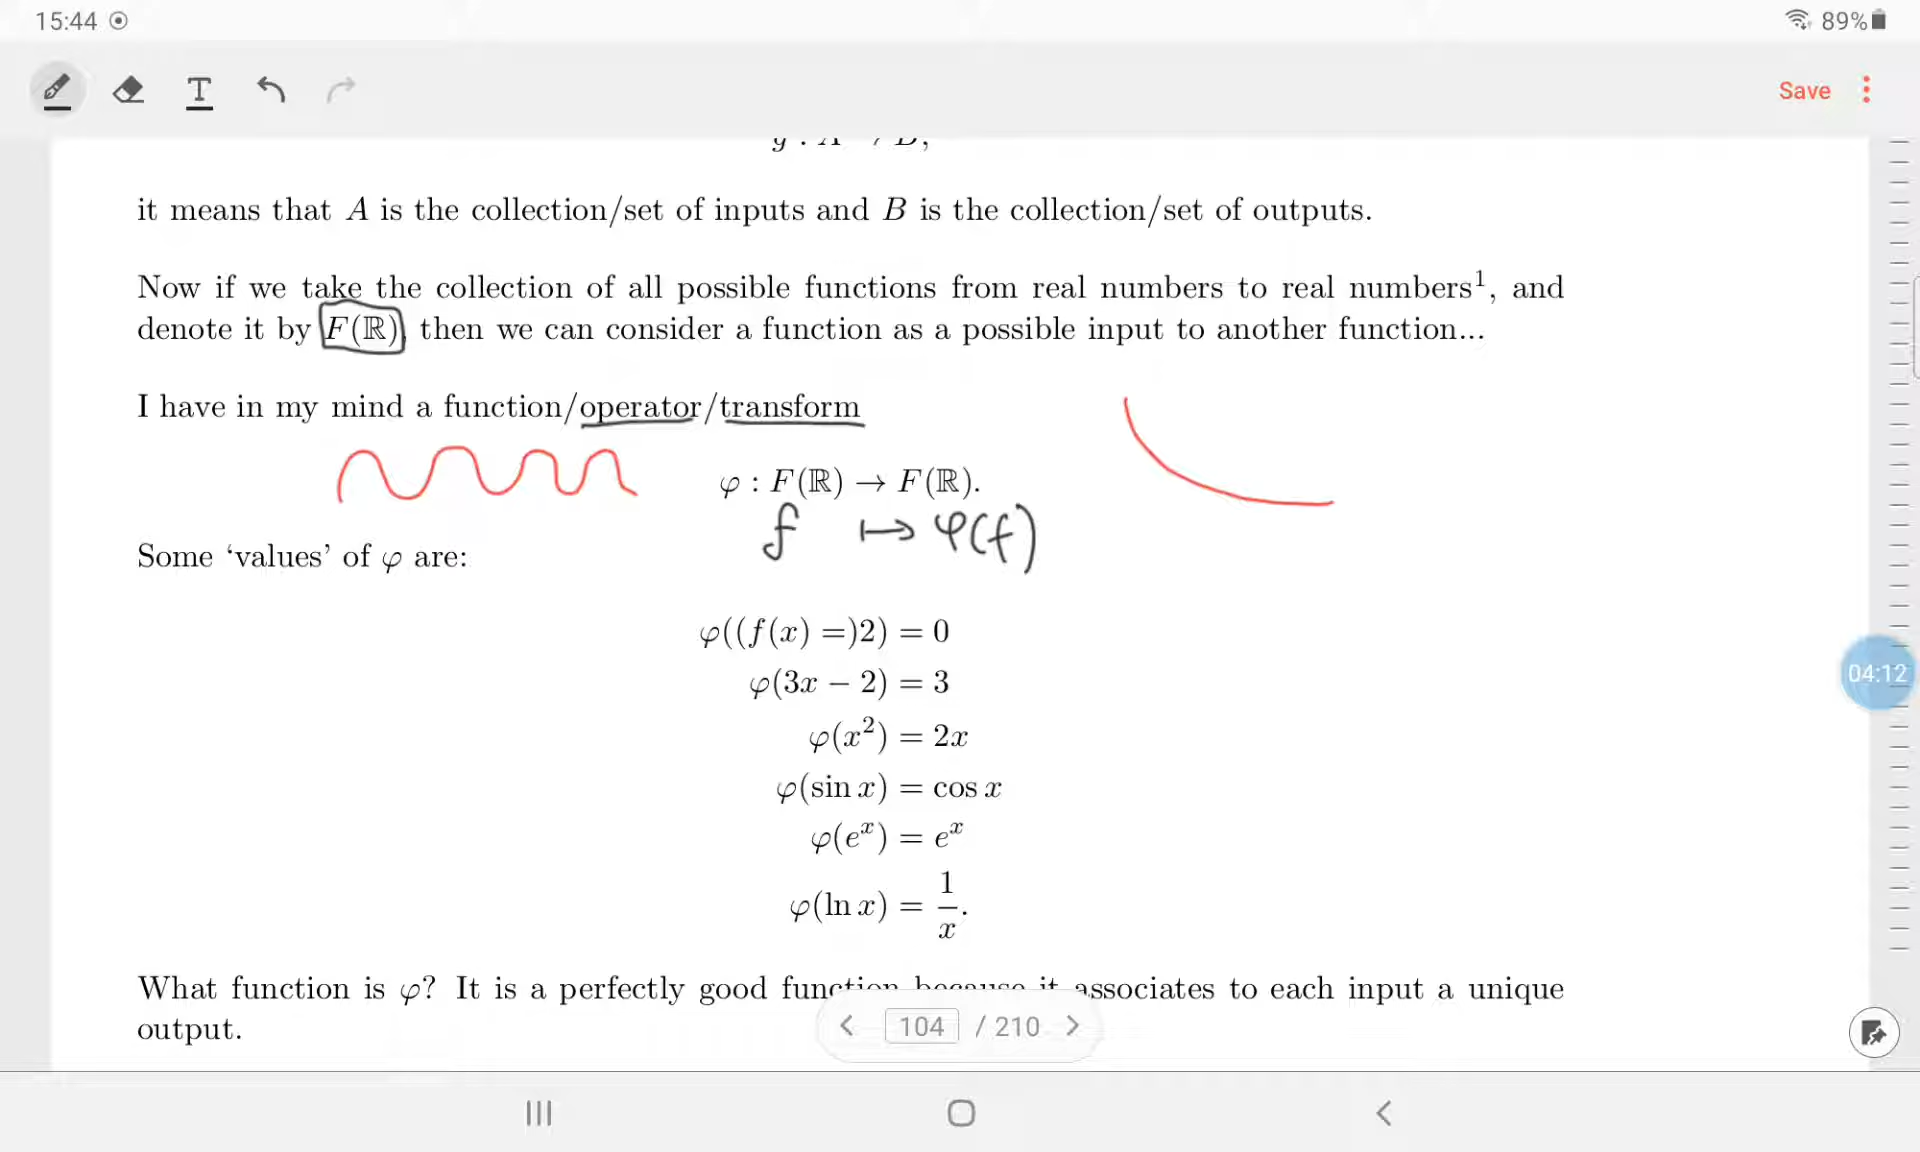 15:44
89%
T
Save
it means that A is the collection/set of inputs and B is the collection/set of outputs.
Now if we take the collection of all possible functions from real numbers to real numbers¹, and
denote it by F(ℝ) then we can consider a function as a possible input to another function...
I have in my mind a function/operator/transform
φ : F(ℝ) → F(ℝ).
f ↦ φ(f)
Some ‘values’ of φ are:
φ((f(x) =)2) = 0
φ(3x − 2) = 3
φ(x²) = 2x
04:12
φ(sin x) = cos x
φ(eˣ) = eˣ
φ(ln x) = 1/x.
What function is φ? It is a perfectly good function because it associates to each input a unique
output.
104 / 210